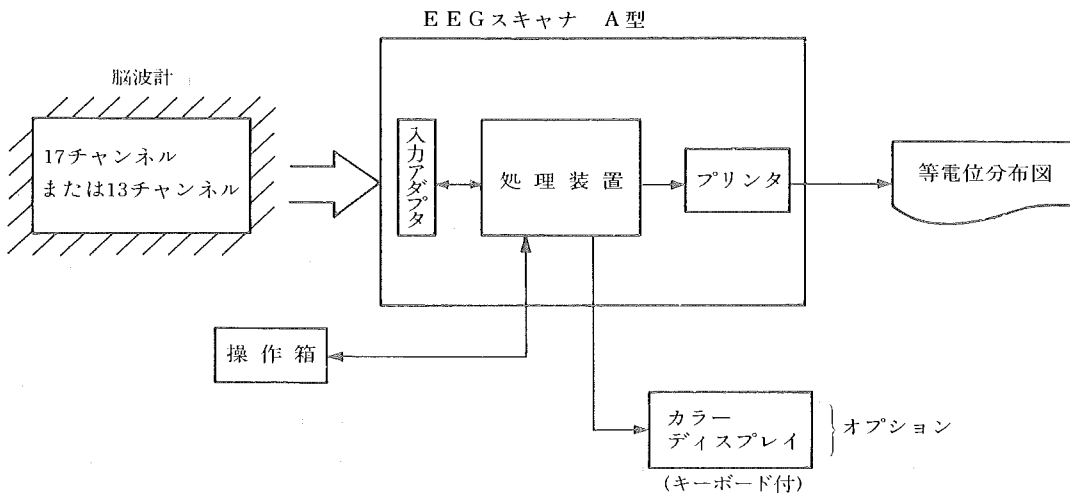 EEGスキャナ A型
脳波計
17チャンネル
または13チャンネル
入力アダプタ
処理装置
プリンタ
等電位分布図
操作箱
カラー
ディスプレイ
オプション
(キーボード付)